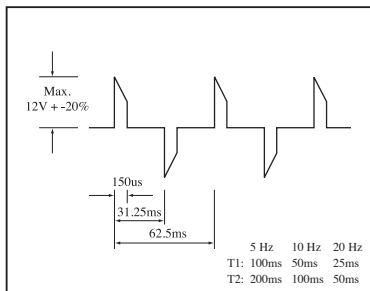 Max.
12V + -20%
150us
31.25ms
62.5ms
5 Hz 10 Hz 20 Hz
T1: 100ms 50ms 25ms
T2: 200ms 100ms 50ms